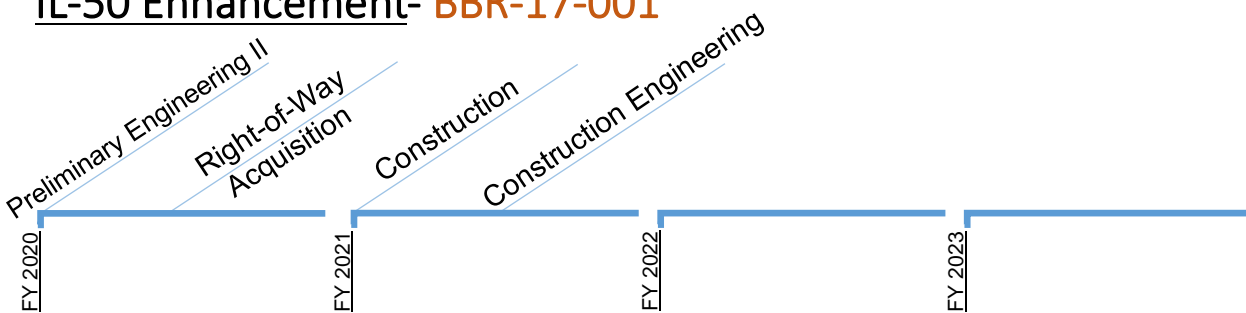 IL-50 Enhancement- BBR-17-001
Preliminary Engineering II
Right-of-Way
Acquisition
Construction
Construction Engineering
FY 2020
FY 2021
FY 2022
FY 2023